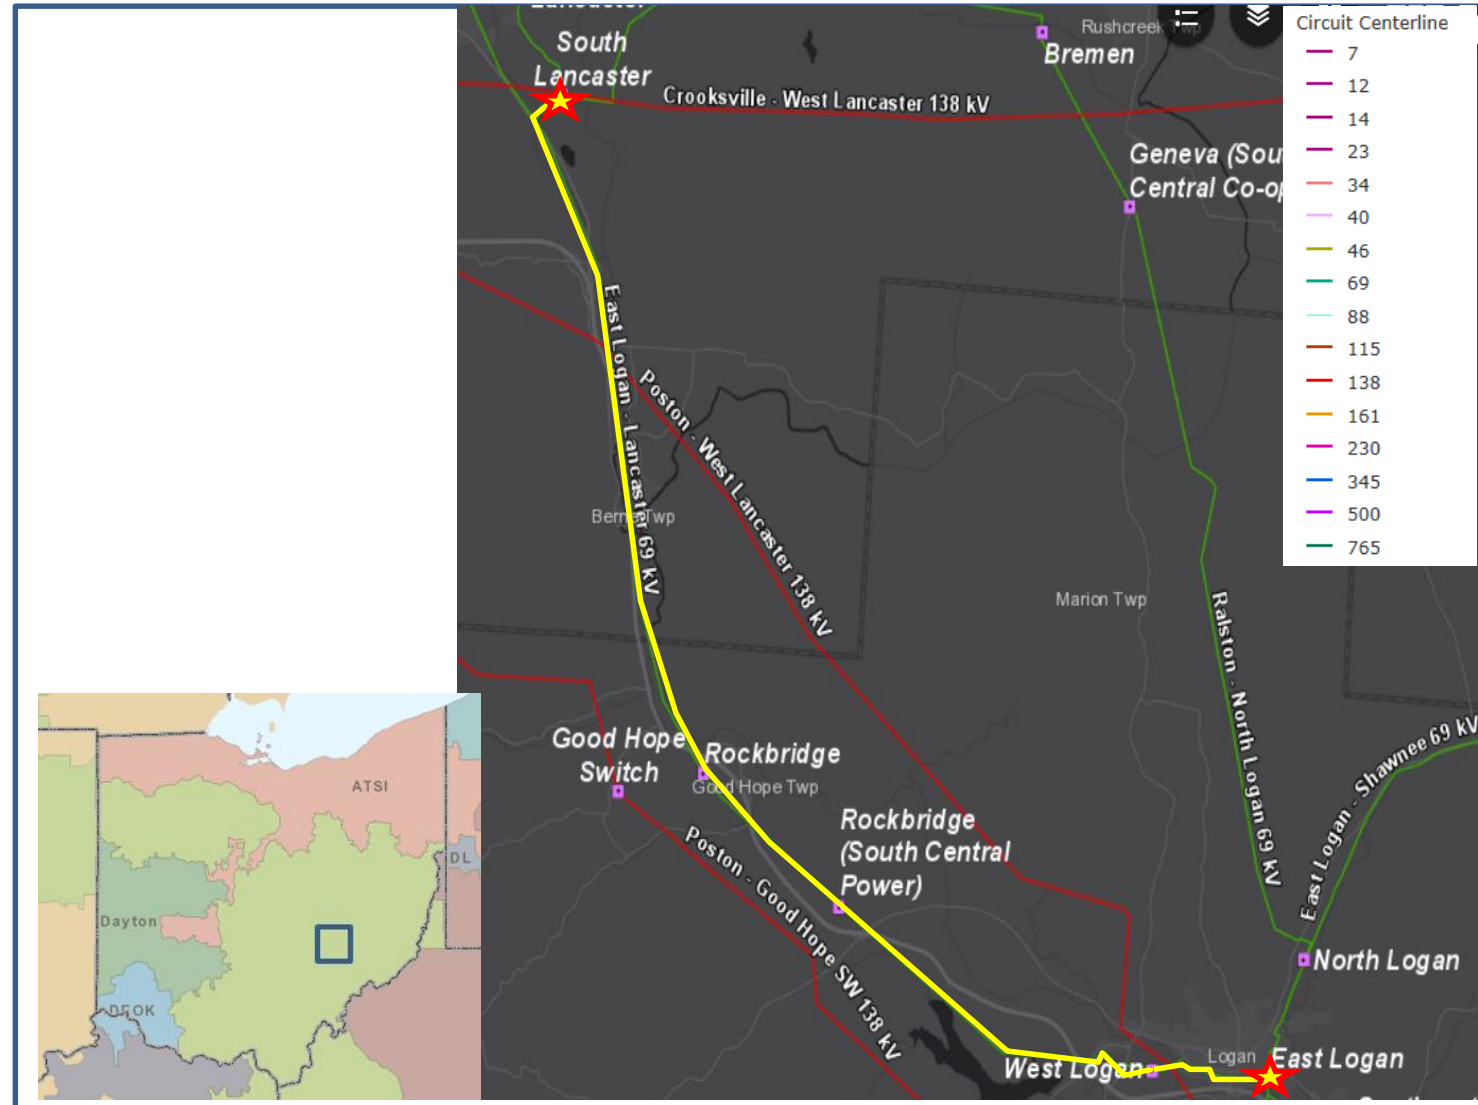 Lancaster
South
Lancaster
Crooksville - West Lancaster 138 kV
Rushcreek Twp
Bremen
Geneva (Sou
Central Co-op
East Logan - Lancaster 69 kV
Poston - West Lancaster 138 kV
Berne Twp
Marion Twp
Ralston - North Logan 69 kV
East Logan - Shawnee 69 kV
Good Hope
Switch
Rockbridge
Good Hope Twp
Rockbridge
(South Central
Power)
Poston - Good Hope SW 138 kV
North Logan
West Logan
Logan
East Logan
Circuit Centerline
7
12
14
23
34
40
46
69
88
115
138
161
230
345
500
765
ATSI
DL
Dayton
DEOK